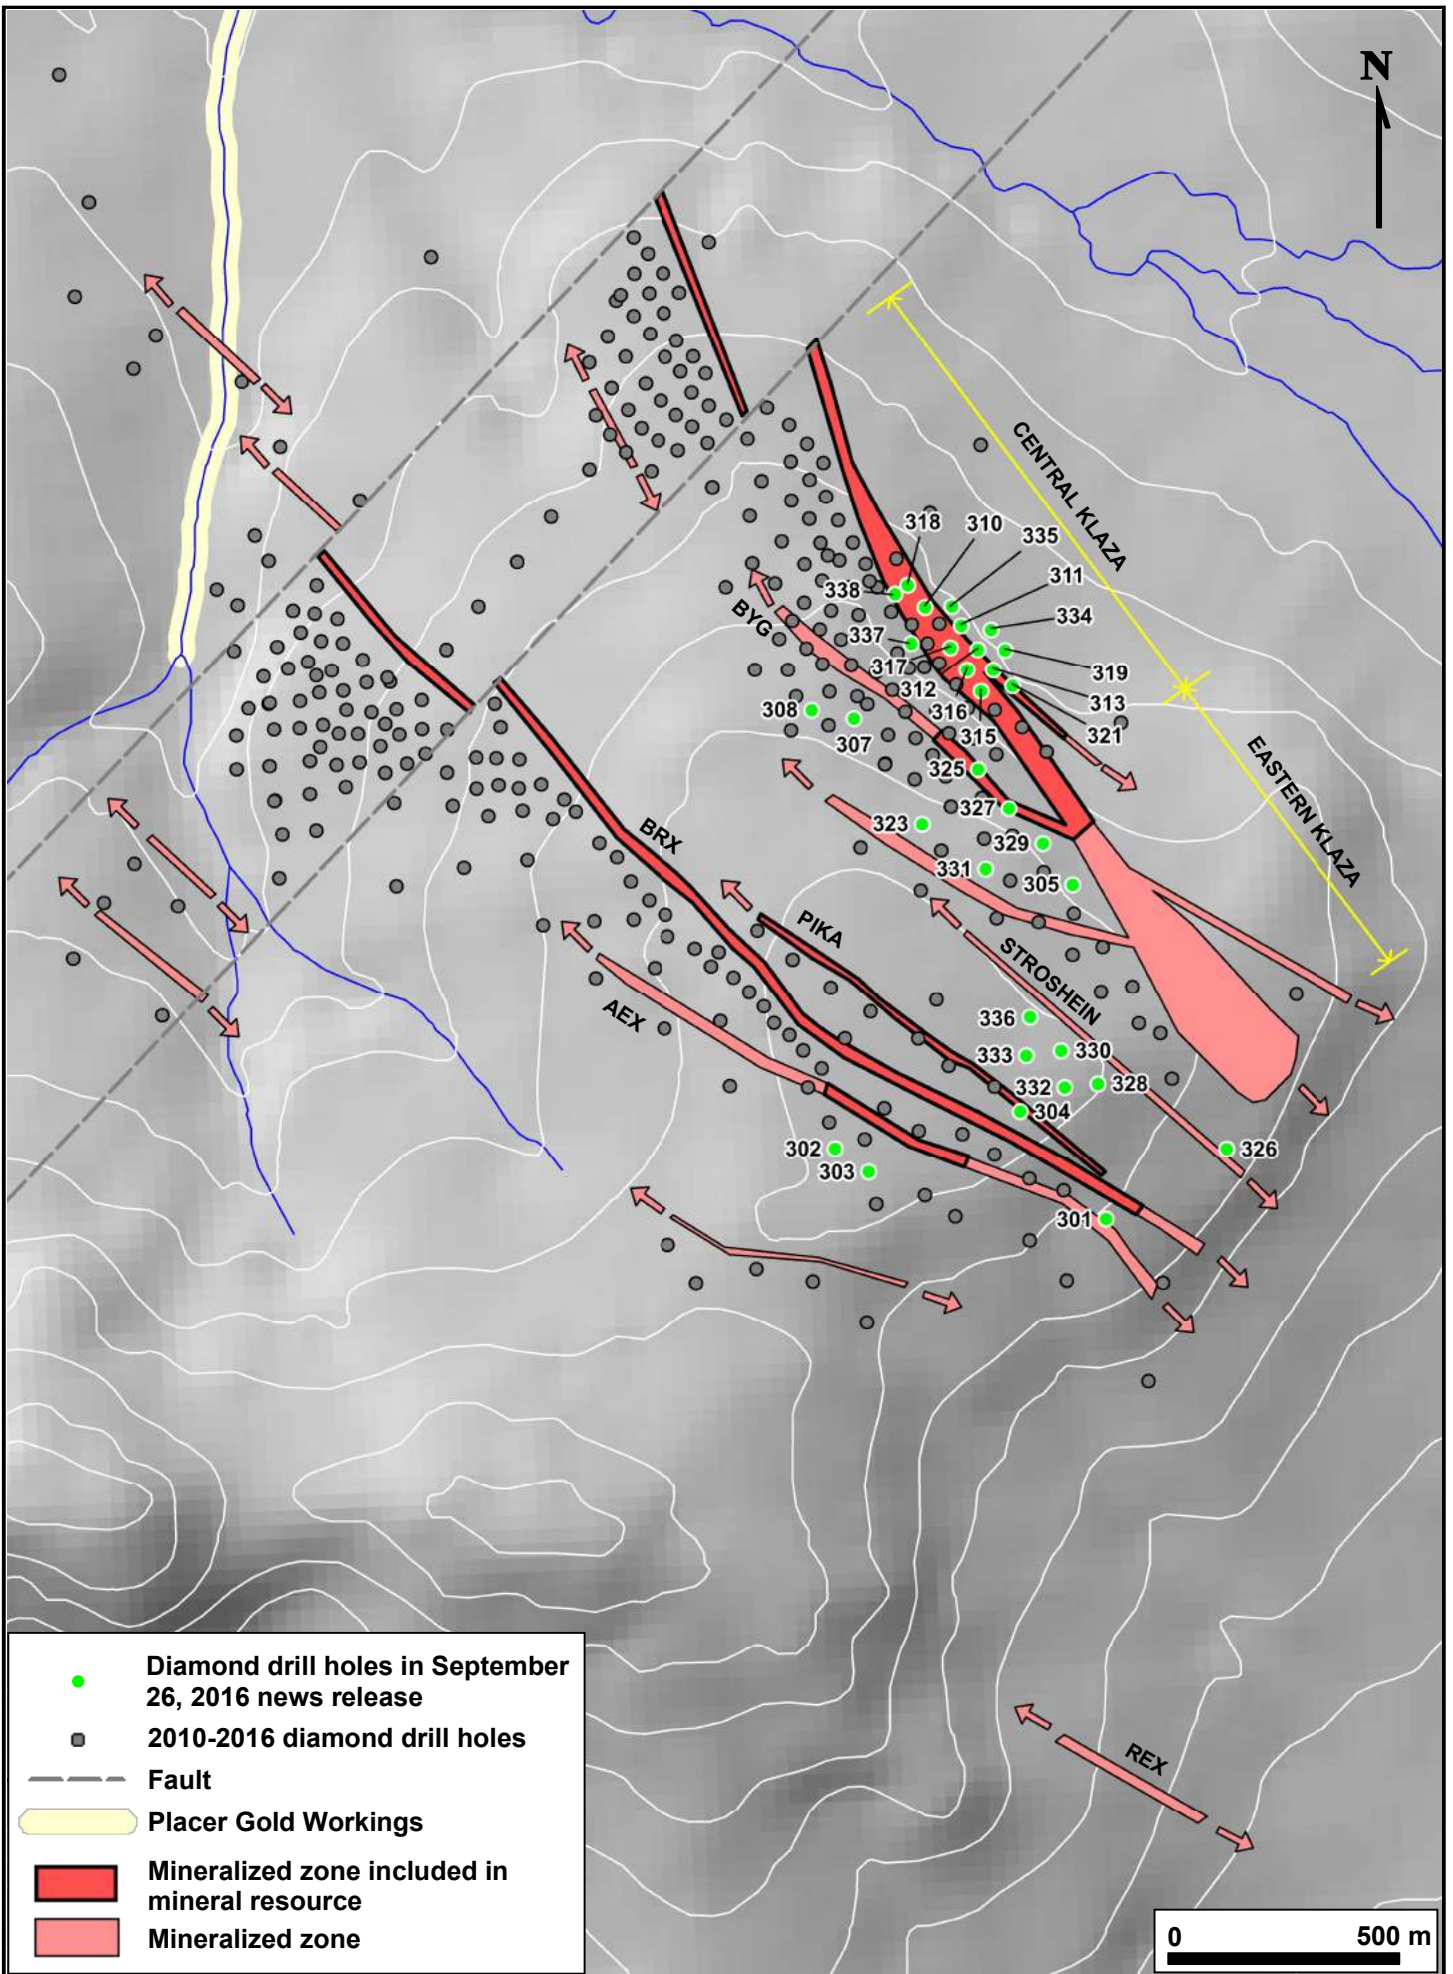 N
CENTRAL KLAZA
318
310
335
311
338
334
BYG
337
317
319
312
313
308
316
307
315
321
325
EASTERN KLAZA
327
323
BRX
329
331
305
PIKA
STROSHEIN
AEX
336
330
333
332
328
304
302
326
303
301
REX
Diamond drill holes in September
26, 2016 news release
2010-2016 diamond drill holes
Fault
Placer Gold Workings
Mineralized zone included in
mineral resource
Mineralized zone
0 500 m